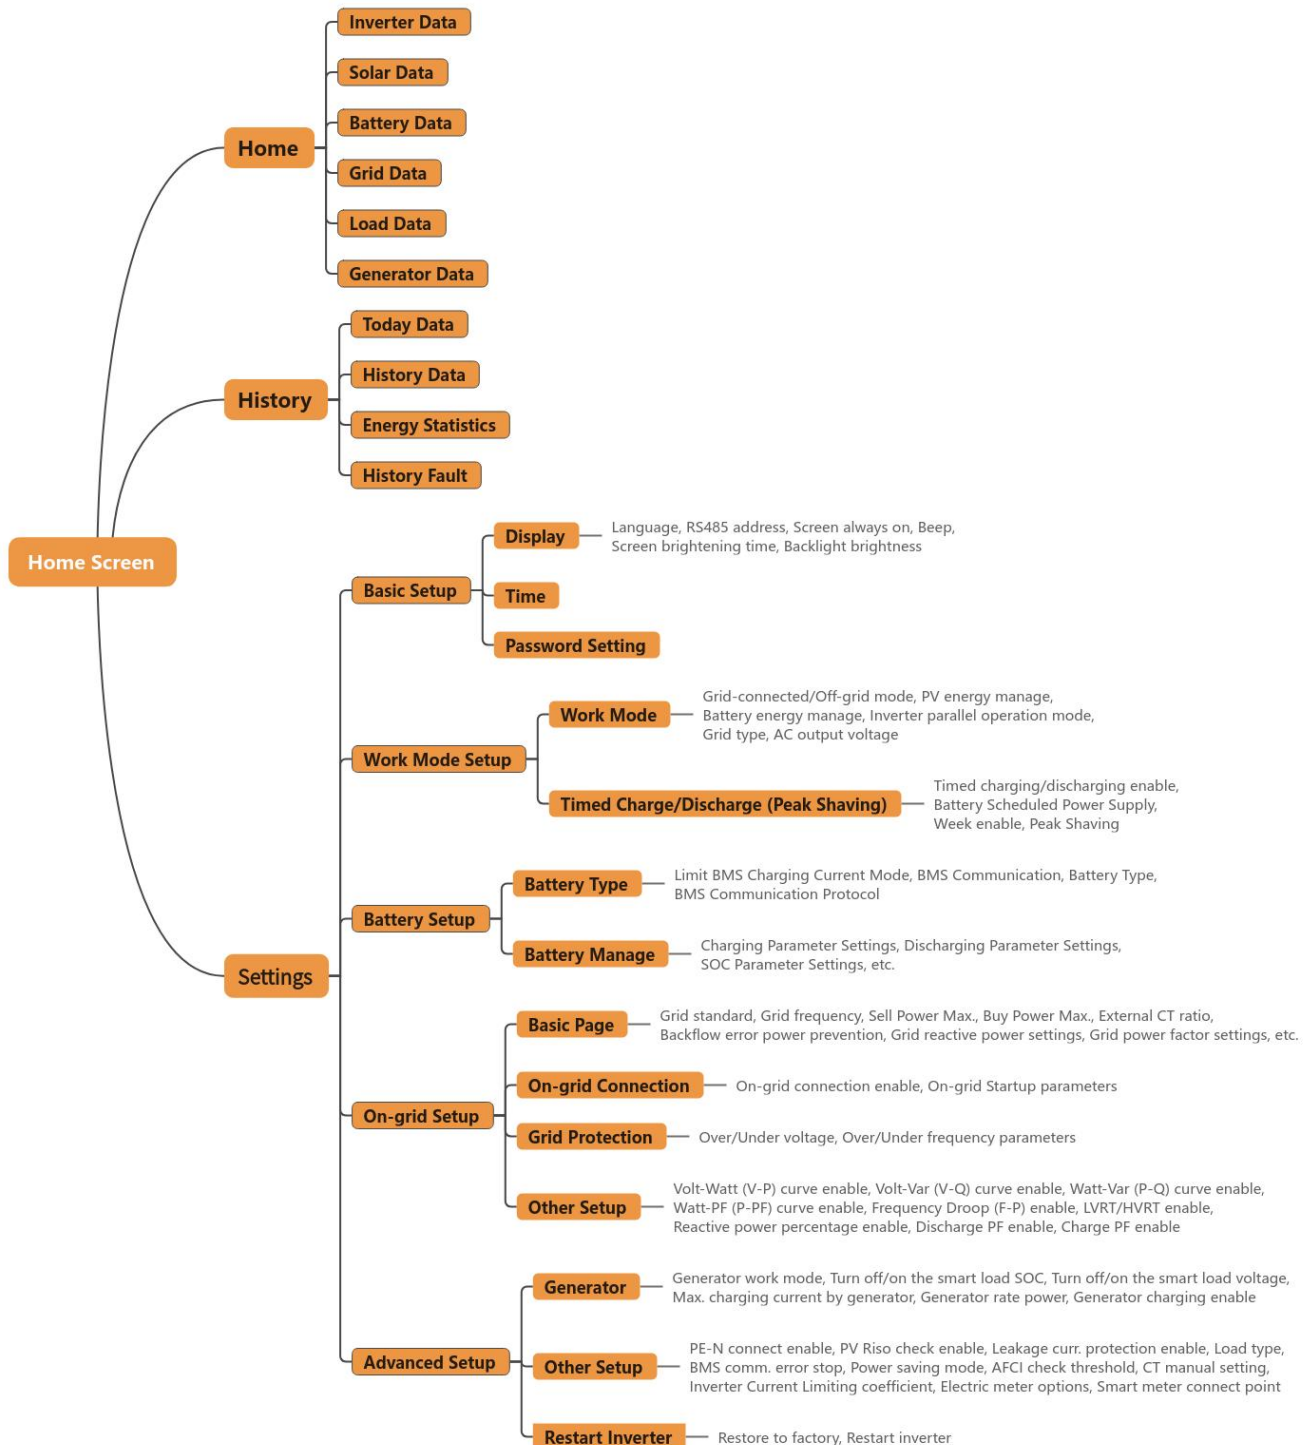 Home Screen
Home
Inverter Data
Solar Data
Battery Data
Grid Data
Load Data
Generator Data
History
Today Data
History Data
Energy Statistics
History Fault
Settings
Basic Setup
Display
Language, RS485 address, Screen always on, Beep,
Screen brightening time, Backlight brightness
Time
Password Setting
Work Mode Setup
Work Mode
Grid-connected/Off-grid mode, PV energy manage,
Battery energy manage, Inverter parallel operation mode,
Grid type, AC output voltage
Timed Charge/Discharge (Peak Shaving)
Timed charging/discharging enable,
Battery Scheduled Power Supply,
Week enable, Peak Shaving
Battery Setup
Battery Type
Limit BMS Charging Current Mode, BMS Communication, Battery Type,
BMS Communication Protocol
Battery Manage
Charging Parameter Settings, Discharging Parameter Settings,
SOC Parameter Settings, etc.
On-grid Setup
Basic Page
Grid standard, Grid frequency, Sell Power Max., Buy Power Max., External CT ratio,
Backflow error power prevention, Grid reactive power settings, Grid power factor settings, etc.
On-grid Connection
On-grid connection enable, On-grid Startup parameters
Grid Protection
Over/Under voltage, Over/Under frequency parameters
Other Setup
Volt-Watt (V-P) curve enable, Volt-Var (V-Q) curve enable, Watt-Var (P-Q) curve enable,
Watt-PF (P-PF) curve enable, Frequency Droop (F-P) enable, LVRT/HVRT enable,
Reactive power percentage enable, Discharge PF enable, Charge PF enable
Advanced Setup
Generator
Generator work mode, Turn off/on the smart load SOC, Turn off/on the smart load voltage,
Max. charging current by generator, Generator rate power, Generator charging enable
Other Setup
PE-N connect enable, PV Riso check enable, Leakage curr. protection enable, Load type,
BMS comm. error stop, Power saving mode, AFCI check threshold, CT manual setting,
Inverter Current Limiting coefficient, Electric meter options, Smart meter connect point
Restart Inverter
Restore to factory, Restart inverter